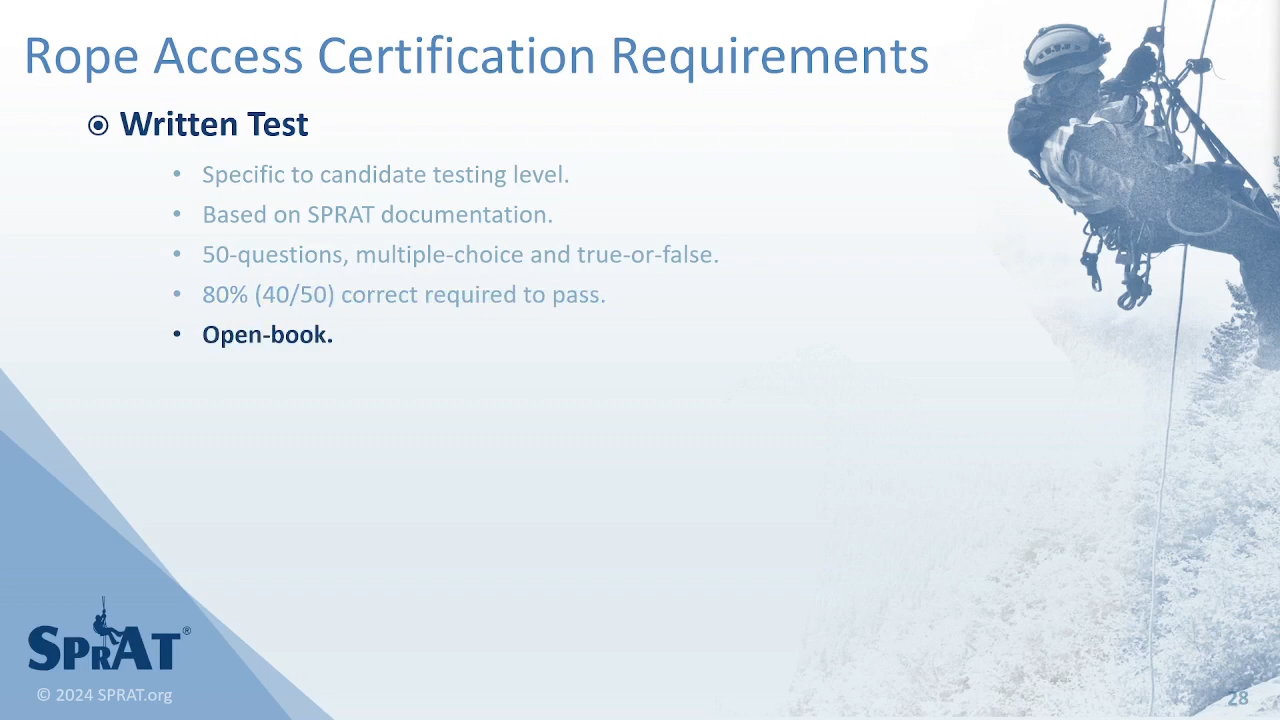 Rope Access Certification Requirements
Written Test
• Specific to candidate testing level.
• Based on SPRAT documentation.
• 50-questions, multiple-choice and true-or-false.
• 80% (40/50) correct required to pass.
• Open-book.
SPRAT®
© 2024 SPRAT.org
28